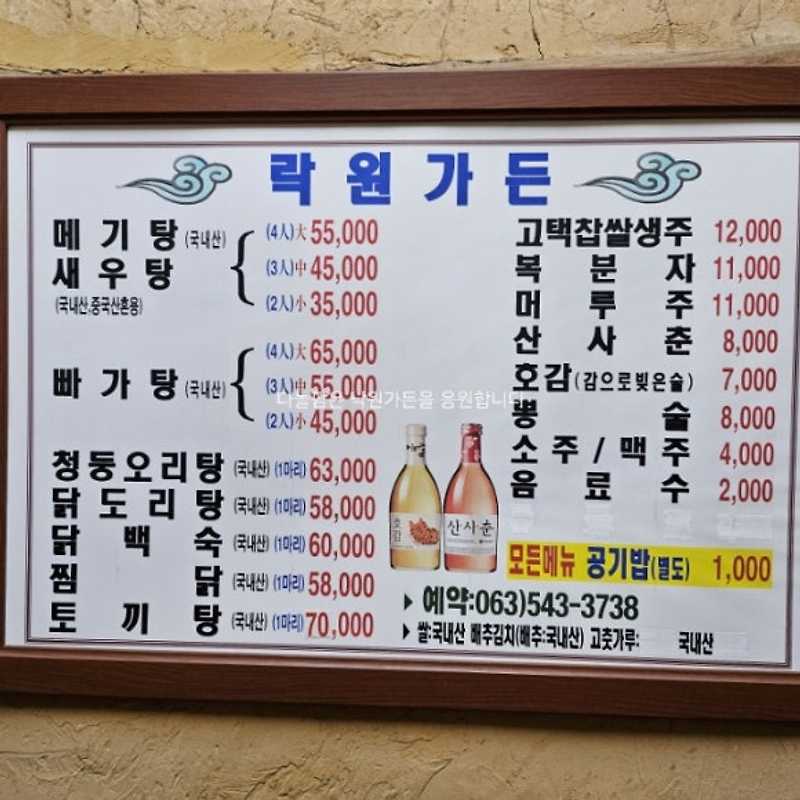 락원가든
메기탕(국내산) (4人)大 55,000
새우탕 (3人)中 45,000
(국내산,중국산혼용) (2人)小 35,000
(4人)大 65,000
빠가탕(국내산) (3人)中 55,000
(2人)小 45,000
청둥오리탕 (국내산) (1마리) 63,000
닭도리탕 (국내산) (1마리) 58,000
닭백숙 (국내산) (1마리) 60,000
찜닭 (국내산) (1마리) 58,000
토끼탕 (국내산) (1마리) 70,000
고택찹쌀생주 12,000
복분자 11,000
머루주 11,000
산사춘 8,000
호감(감으로빚은술) 7,000
뽕술 8,000
소주/맥주 4,000
음료수 2,000
호감
산사춘
모든메뉴 공기밥(별도) 1,000
예약:063)543-3738
쌀:국내산 배추김치(배추:국내산) 고춧가루: 국내산
락원가든을 응원합니다.